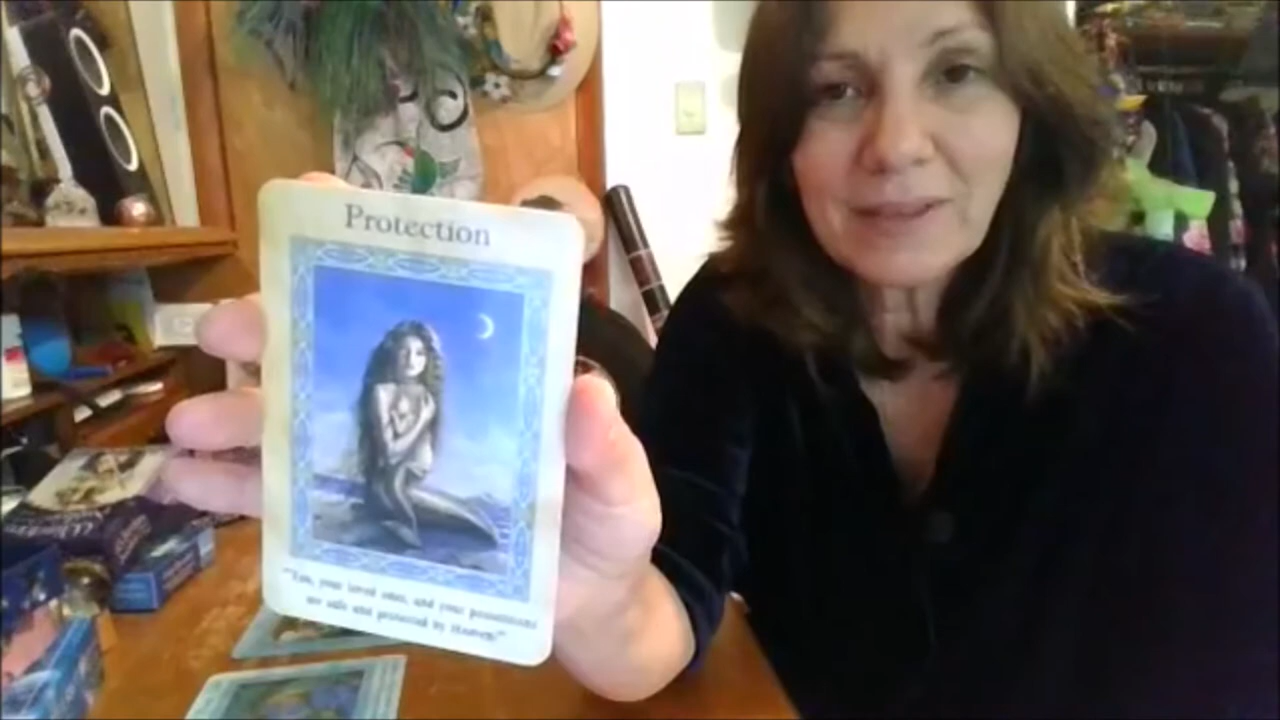 Protection
"You, your loved ones, and your possessions
are safe and protected by Heaven!"